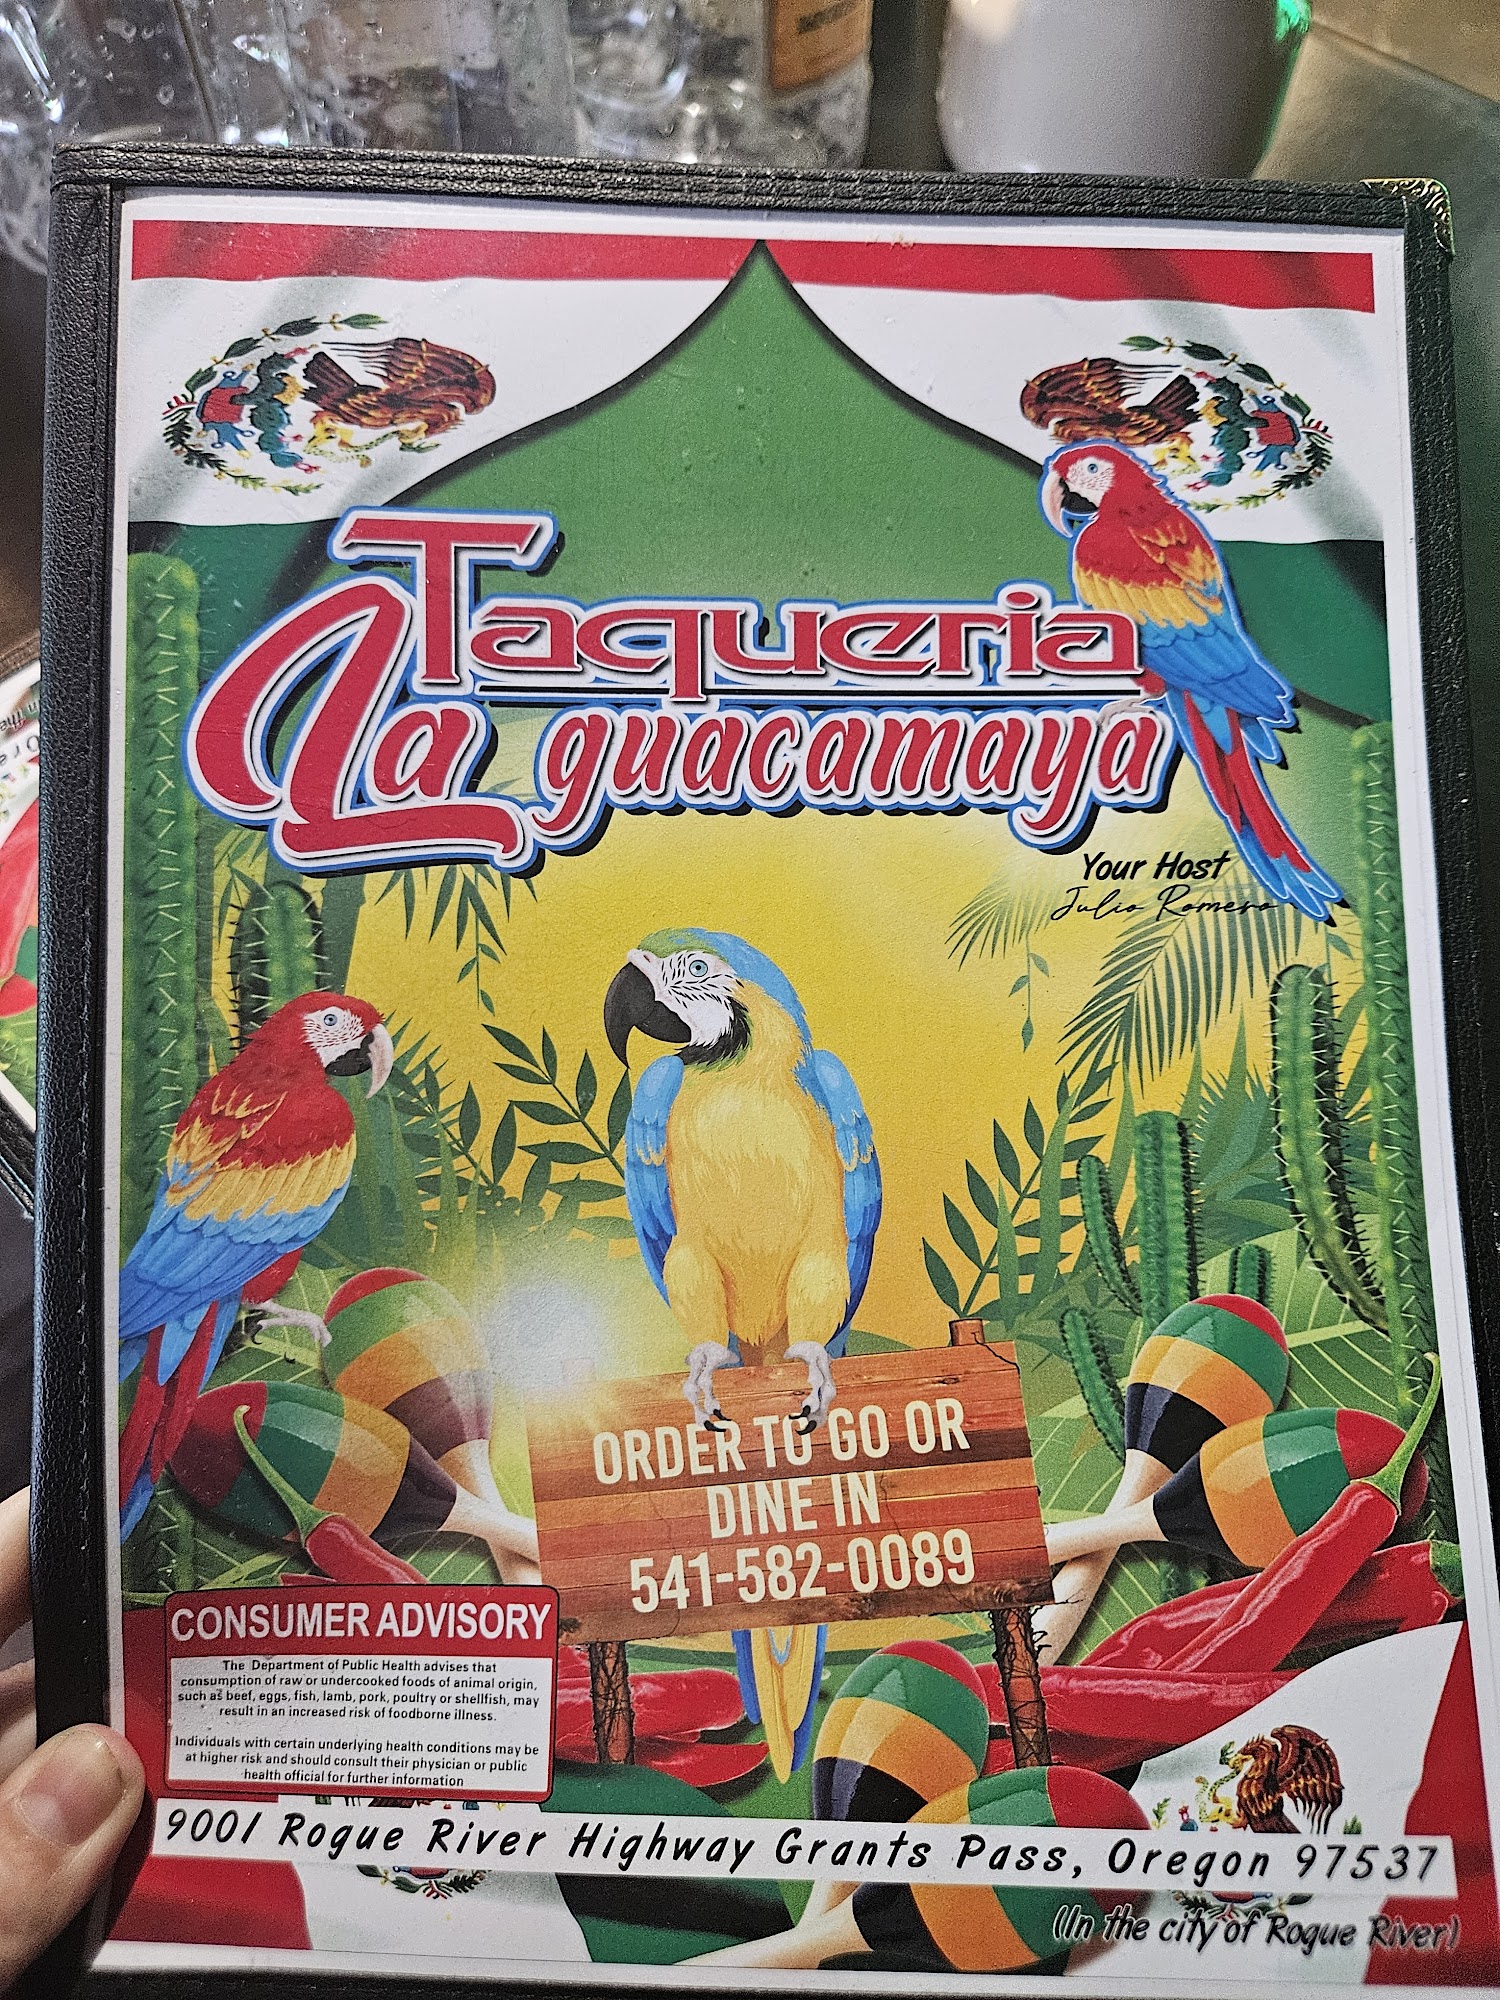 Taqueria
La guacamaya
Your Host
Julio Romero
ORDER TO GO OR
DINE IN
541-582-0089
CONSUMER ADVISORY
The Department of Public Health advises that
consumption of raw or undercooked foods of animal origin,
such as beef, eggs, fish, lamb, pork, poultry or shellfish, may
result in an increased risk of foodborne illness.
Individuals with certain underlying health conditions may be
at higher risk and should consult their physician or public
health official for further information
9001 Rogue River Highway Grants Pass, Oregon 97537
(In the city of Rogue River)